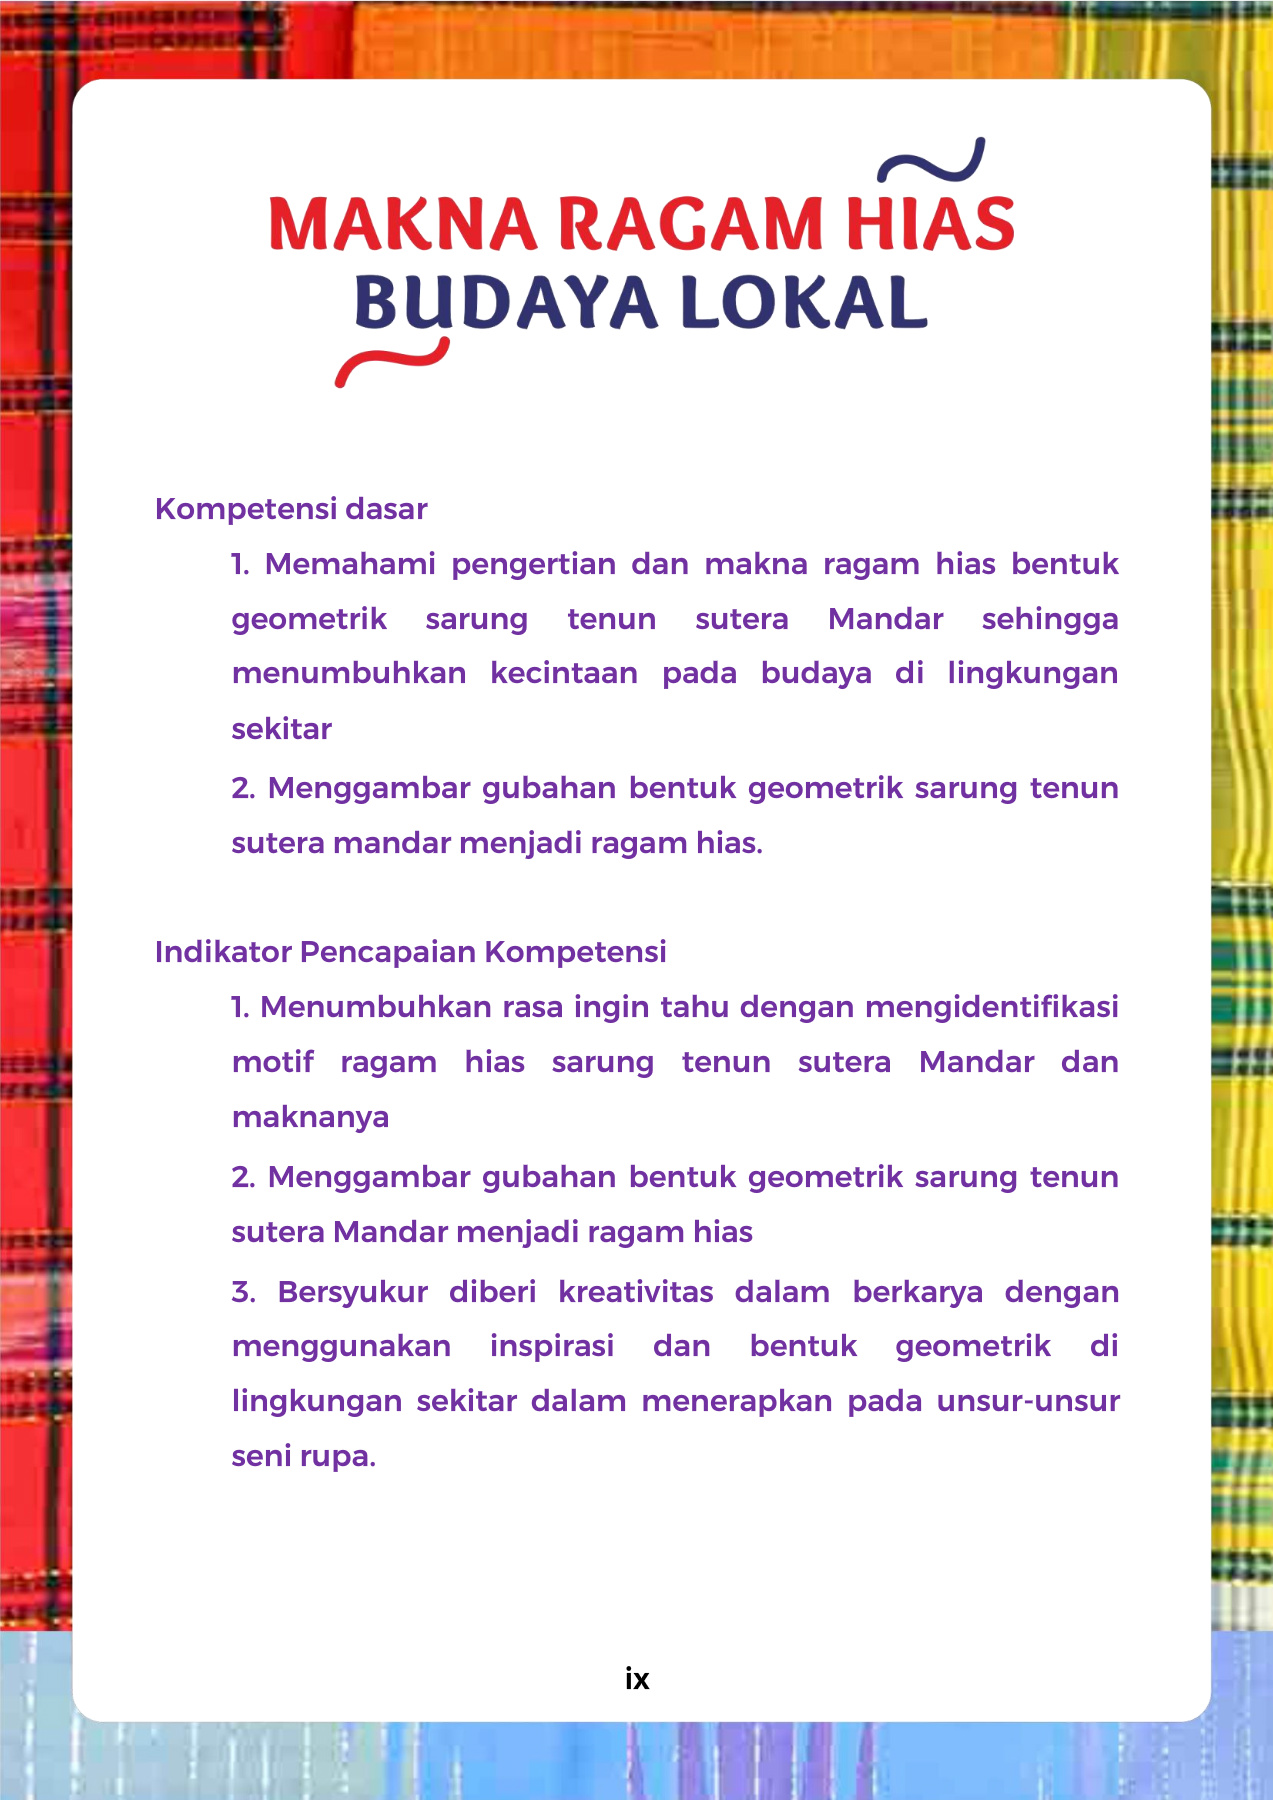 MAKNA RAGAM HIAS
BUDAYA LOKAL
Kompetensi dasar
1. Memahami pengertian dan makna ragam hias bentuk
geometrik sarung tenun sutera Mandar sehingga
menumbuhkan kecintaan pada budaya di lingkungan
sekitar
2. Menggambar gubahan bentuk geometrik sarung tenun
sutera mandar menjadi ragam hias.
Indikator Pencapaian Kompetensi
1. Menumbuhkan rasa ingin tahu dengan mengidentifikasi
motif ragam hias sarung tenun sutera Mandar dan
maknanya
2. Menggambar gubahan bentuk geometrik sarung tenun
sutera Mandar menjadi ragam hias
3. Bersyukur diberi kreativitas dalam berkarya dengan
menggunakan inspirasi dan bentuk geometrik di
lingkungan sekitar dalam menerapkan pada unsur-unsur
seni rupa.
ix